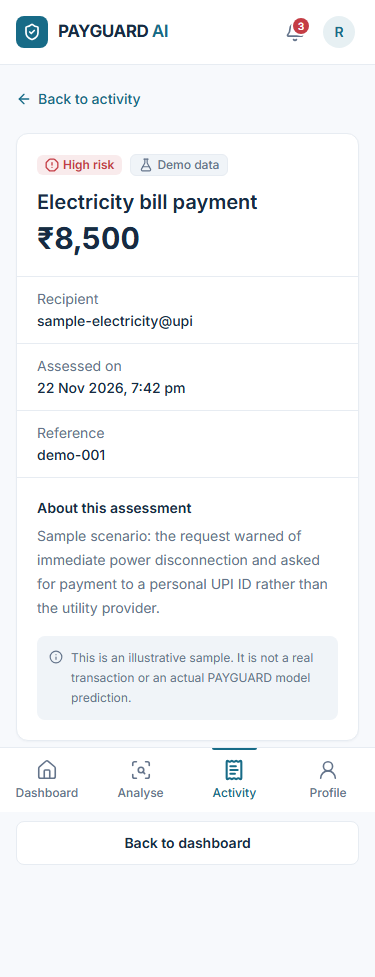 PAYGUARD AI
3
R
Back to activity
High risk
Demo data
Electricity bill payment
₹8,500
Recipient
sample-electricity@upi
Assessed on
22 Nov 2026, 7:42 pm
Reference
demo-001
About this assessment
Sample scenario: the request warned of
immediate power disconnection and asked
for payment to a personal UPI ID rather than
the utility provider.
This is an illustrative sample. It is not a real
transaction or an actual PAYGUARD model
prediction.
Dashboard
Analyse
Activity
Profile
Back to dashboard